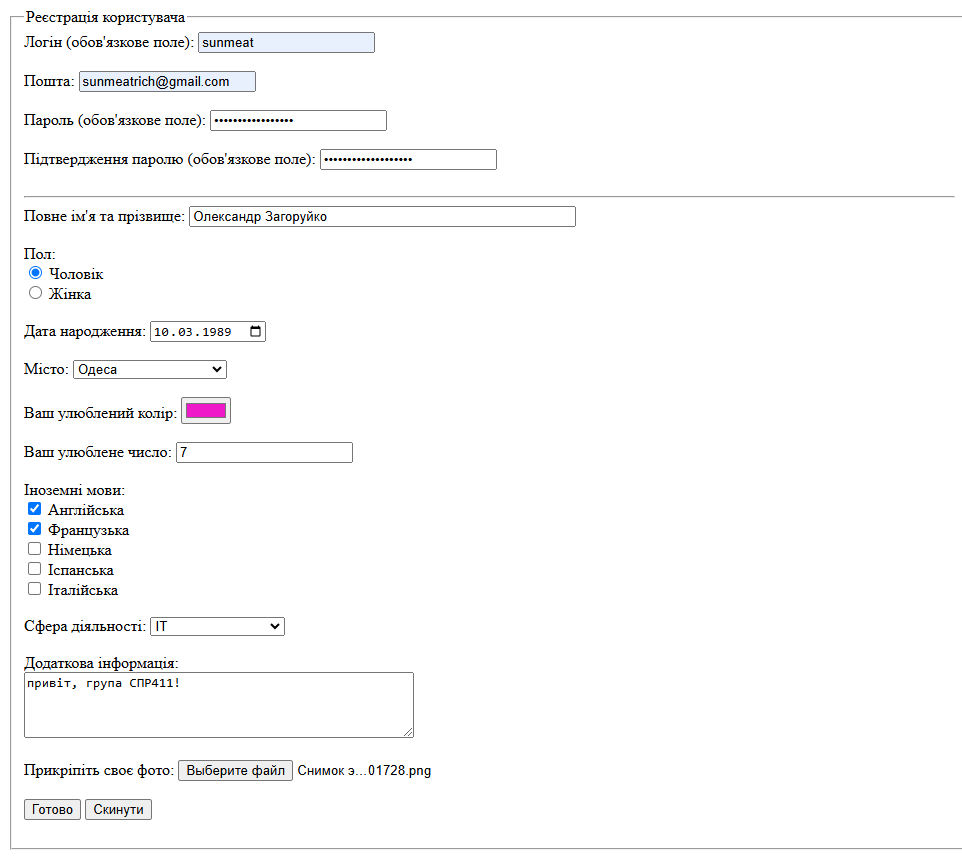 Реєстрація користувача
Логін (обов'язкове поле): sunmeat
Пошта: sunmeatrich@gmail.com
Пароль (обов'язкове поле): •••••••••••••••••
Підтвердження паролю (обов'язкове поле): •••••••••••••••••••
Повне ім'я та прізвище: Олександр Загоруйко
Пол:
Чоловік
Жінка
Дата народження: 10.03.1989
Місто: Одеса
Ваш улюблений колір:
Ваш улюблене число: 7
Іноземні мови:
Англійська
Французька
Німецька
Іспанська
Італійська
Сфера діяльності: IT
Додаткова інформація:
привіт, група СПР411!
Прикріпіть своє фото: Выберите файл Снимок э...01728.png
Готово Скинути